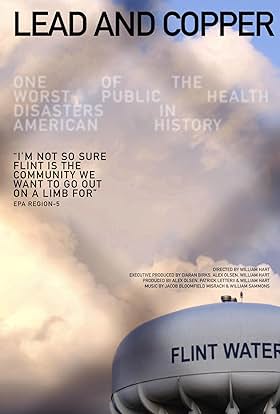 LEAD AND COPPER
ONE OF THE
WORST PUBLIC HEALTH
DISASTERS IN
AMERICAN HISTORY
"I'M NOT SO SURE
FLINT IS THE
COMMUNITY WE
WANT TO GO OUT
ON A LIMB FOR"
EPA REGION-5
DIRECTED BY WILLIAM HART
EXECUTIVE PRODUCED BY CIARAN BIRKS, ALEX OLSEN, WILLIAM HART
PRODUCED BY ALEX OLSEN, PATRICK LETTERII & WILLIAM HART
MUSIC BY JACOB BLOOMFIELD MISRACH & WILLIAM SAMMONS
FLINT WATER